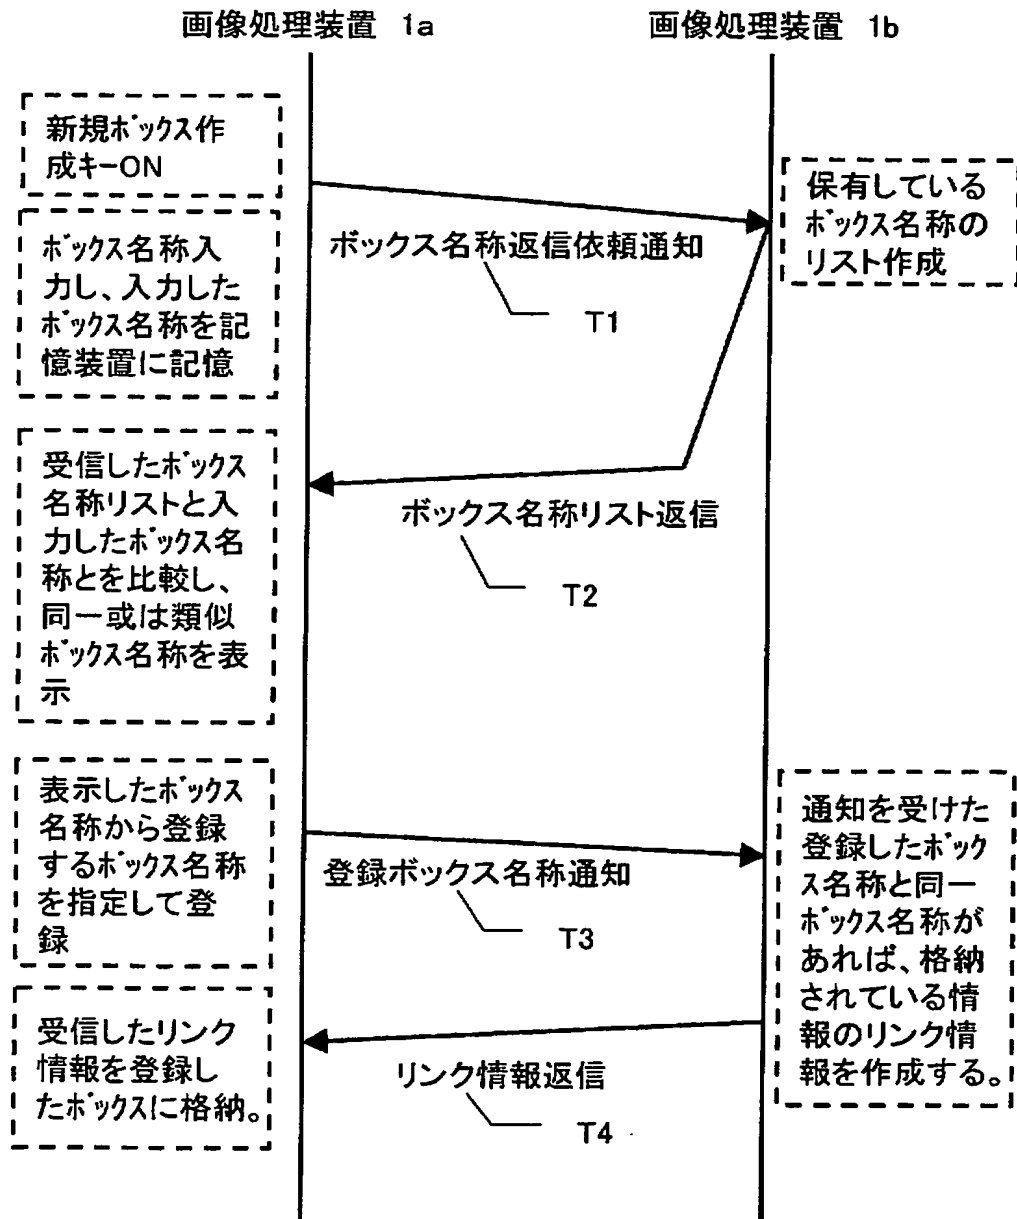 画像処理装置 1a
画像処理装置 1b
新規ﾎﾞｯｸｽ作
成ｷｰON
保有している
ﾎﾞｯｸｽ名称の
リスト作成
ボックス名称返信依頼通知
T1
ﾎﾞｯｸｽ名称入
力し、入力した
ﾎﾞｯｸｽ名称を記
憶装置に記憶
受信したﾎﾞｯｸｽ
名称リストと入
力したﾎﾞｯｸｽ名
称とを比較し、
同一或は類似
ﾎﾞｯｸｽ名称を表
示
ボックス名称リスト返信
T2
表示したﾎﾞｯｸｽ
名称から登録
するﾎﾞｯｸｽ名称
を指定して登
録
登録ボックス名称通知
T3
通知を受けた
登録したﾎﾞｯｸ
ｽ名称と同一
ﾎﾞｯｸｽ名称が
あれば、格納
されている情
報のリンク情
報を作成する。
受信したリンク
情報を登録し
たﾎﾞｯｸｽに格納。
リンク情報返信
T4